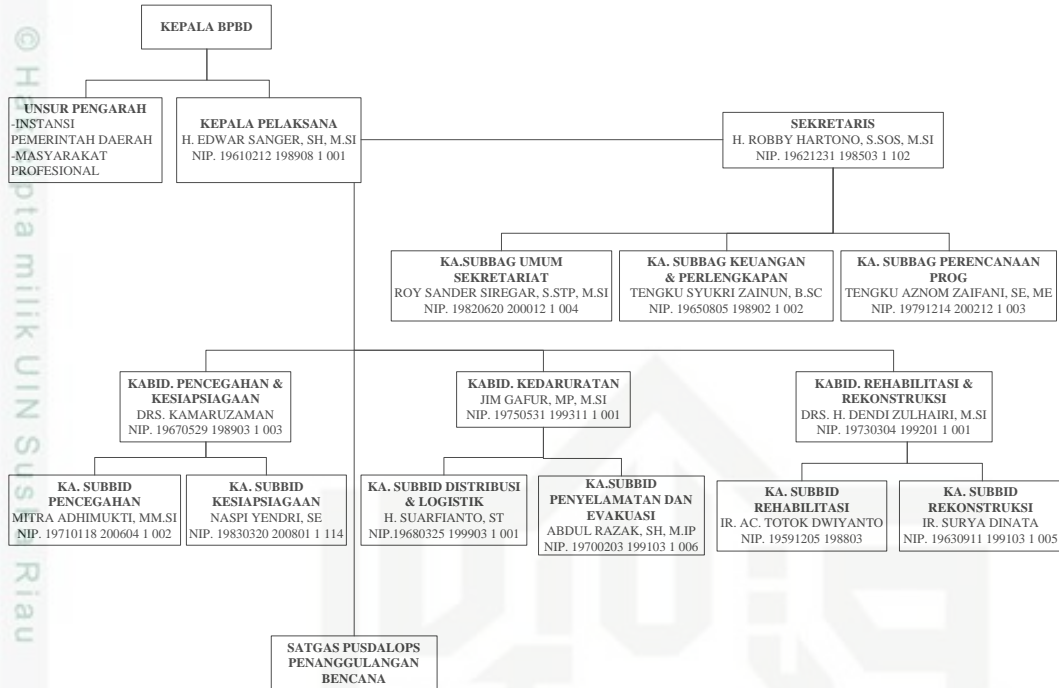 KEPALA BPBD
UNSUR PENGARAH
-INSTANSI
PEMERINTAH DAERAH
-MASYARAKAT
PROFESIONAL
KEPALA PELAKSANA
H. EDWAR SANGER, SH, M.SI
NIP. 19610212 198908 1 001
SEKRETARIS
H. ROBBY HARTONO, S.SOS, M.SI
NIP. 19621231 198503 1 102
KA.SUBBAG UMUM
SEKRETARIAT
ROY SANDER SIREGAR, S.STP, M.SI
NIP. 19820620 200012 1 004
KA. SUBBAG KEUANGAN
& PERLENGKAPAN
TENGKU SYUKRI ZAINUN, B.SC
NIP. 19650805 198902 1 002
KA. SUBBAG PERENCANAAN
PROG
TENGKU AZNOM ZAIFANI, SE, ME
NIP. 19791214 200212 1 003
KABID. PENCEGAHAN &
KESIAPSIAGAAN
DRS. KAMARUZAMAN
NIP. 19670529 198903 1 003
KABID. KEDARURATAN
JIM GAFUR, MP, M.SI
NIP. 19750531 199311 1 001
KABID. REHABILITASI &
REKONSTRUKSI
DRS. H. DENDI ZULHAIRI, M.SI
NIP. 19730304 199201 1 001
KA. SUBBID
PENCEGAHAN
MITRA ADHIMUKTI, MM.SI
NIP. 19710118 200604 1 002
KA. SUBBID
KESIAPSIAGAAN
NASPI YENDRI, SE
NIP. 19830320 200801 1 114
KA. SUBBID DISTRIBUSI
& LOGISTIK
H. SUARFIANTO, ST
NIP.19680325 199903 1 001
KA.SUBBID
PENYELAMATAN DAN
EVAKUASI
ABDUL RAZAK, SH, M.IP
NIP. 19700203 199103 1 006
KA. SUBBID
REHABILITASI
IR. AC. TOTOK DWIYANTO
NIP. 19591205 198803
KA. SUBBID
REKONSTRUKSI
IR. SURYA DINATA
NIP. 19630911 199103 1 005
SATGAS PUSDALOPS
PENANGGULANGAN
BENCANA
© Hak cipta milik UIN Suska Riau